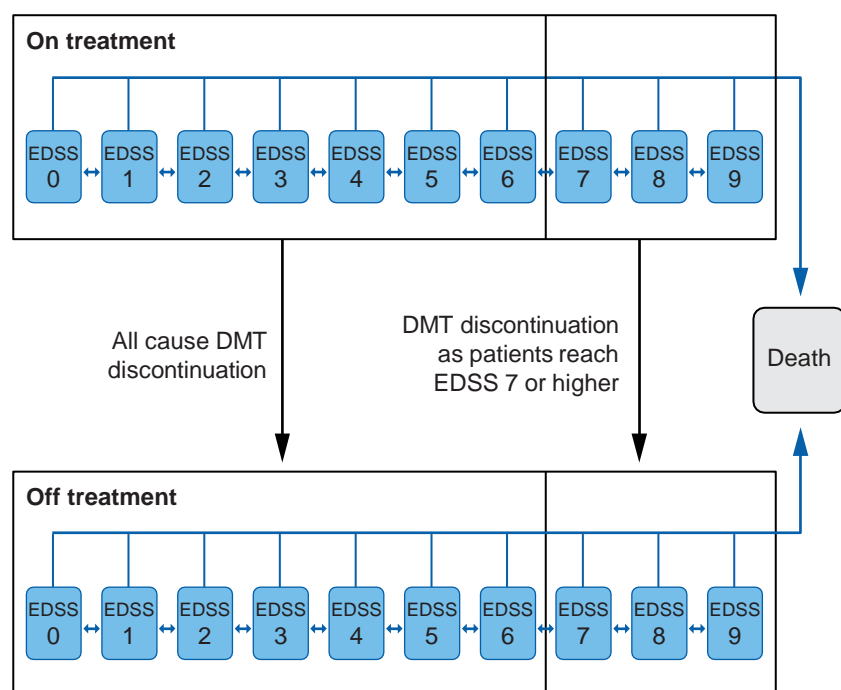 On treatment
EDSS EDSS EDSS EDSS EDSS EDSS EDSS EDSS EDSS EDSS
0 1 2 3 4 5 6 7 8 9
All cause DMT
discontinuation
DMT discontinuation
as patients reach
EDSS 7 or higher
Death
Off treatment
EDSS EDSS EDSS EDSS EDSS EDSS EDSS EDSS EDSS EDSS
0 1 2 3 4 5 6 7 8 9